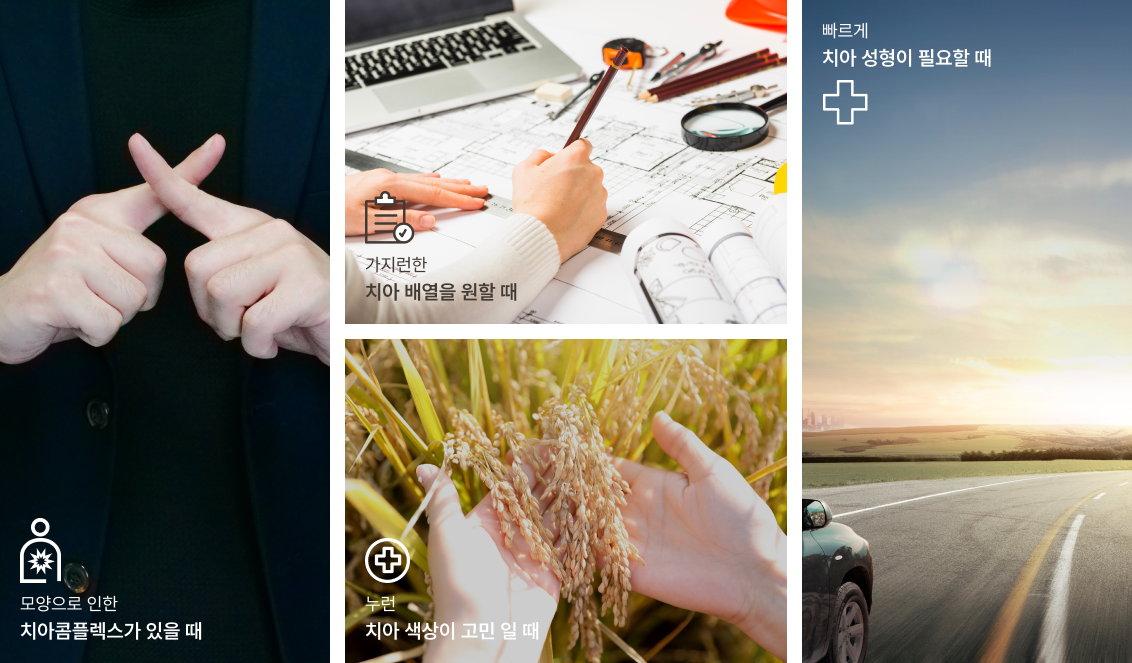 모양으로 인한
치아콤플렉스가 있을 때
가지런한
치아 배열을 원할 때
누런
치아 색상이 고민 일 때
빠르게
치아 성형이 필요할 때